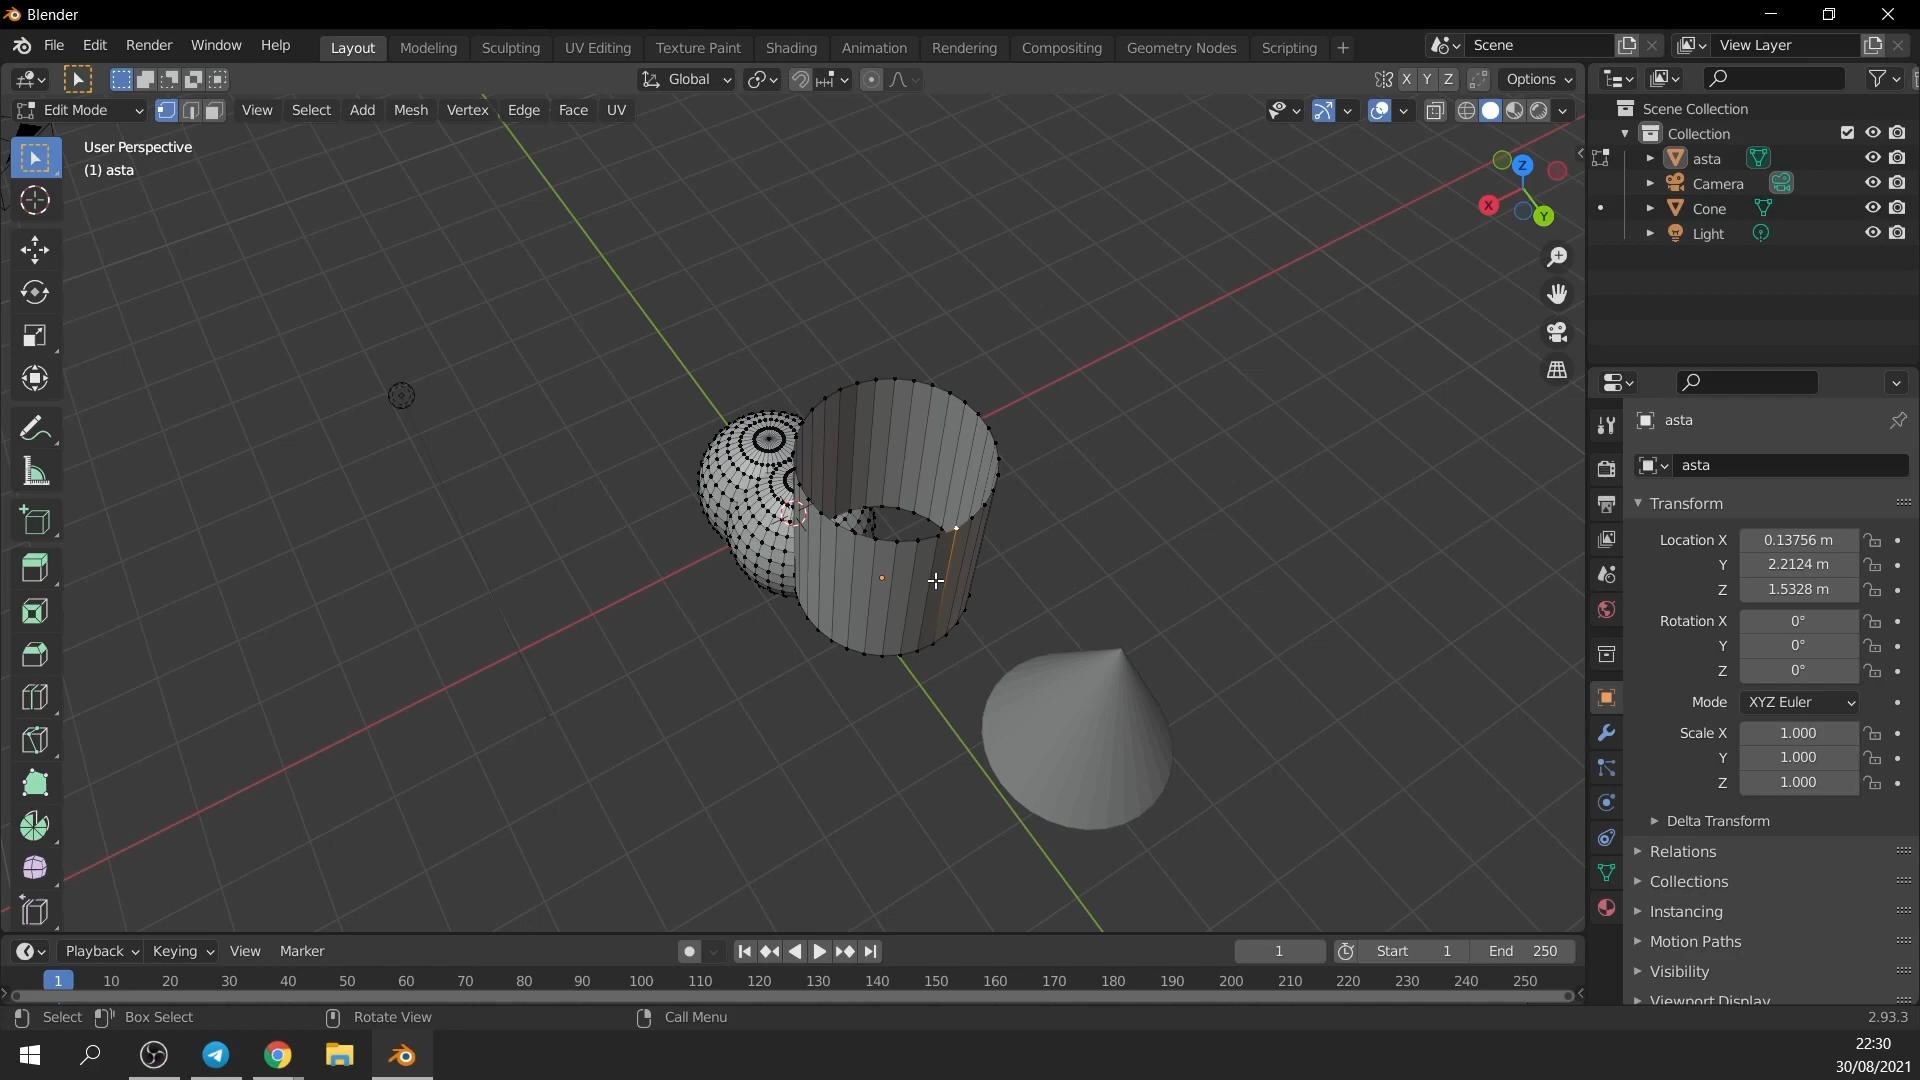 Blender
File Edit Render Window Help Layout Modeling Sculpting UV Editing Texture Paint Shading Animation Rendering Compositing Geometry Nodes Scripting + Scene View Layer
Global X Y Z Options
Edit Mode View Select Add Mesh Vertex Edge Face UV
User Perspective
(1) asta
Z
X
Y
Scene Collection
Collection
asta
Camera
Cone
Light
asta
asta
Transform
Location X 0.13756 m
Y 2.2124 m
Z 1.5328 m
Rotation X 0°
Y 0°
Z 0°
Mode XYZ Euler
Scale X 1.000
Y 1.000
Z 1.000
Delta Transform
Relations
Collections
Instancing
Motion Paths
Visibility
Viewport Display
Playback Keying View Marker 1 Start 1 End 250
1 10 20 30 40 50 60 70 80 90 100 110 120 130 140 150 160 170 180 190 200 210 220 230 240 250
Select Box Select Rotate View Call Menu 2.93.3
22:30
30/08/2021